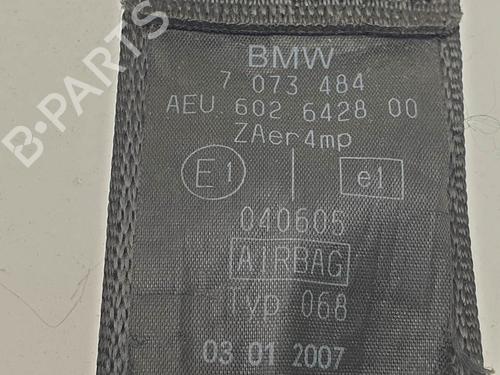 BMW
7 073 484
AEU 602 6428 00
ZAer4mp
E1 e1
040605
AIRBAG
Typ 068
03 01 2007
B-PARTS